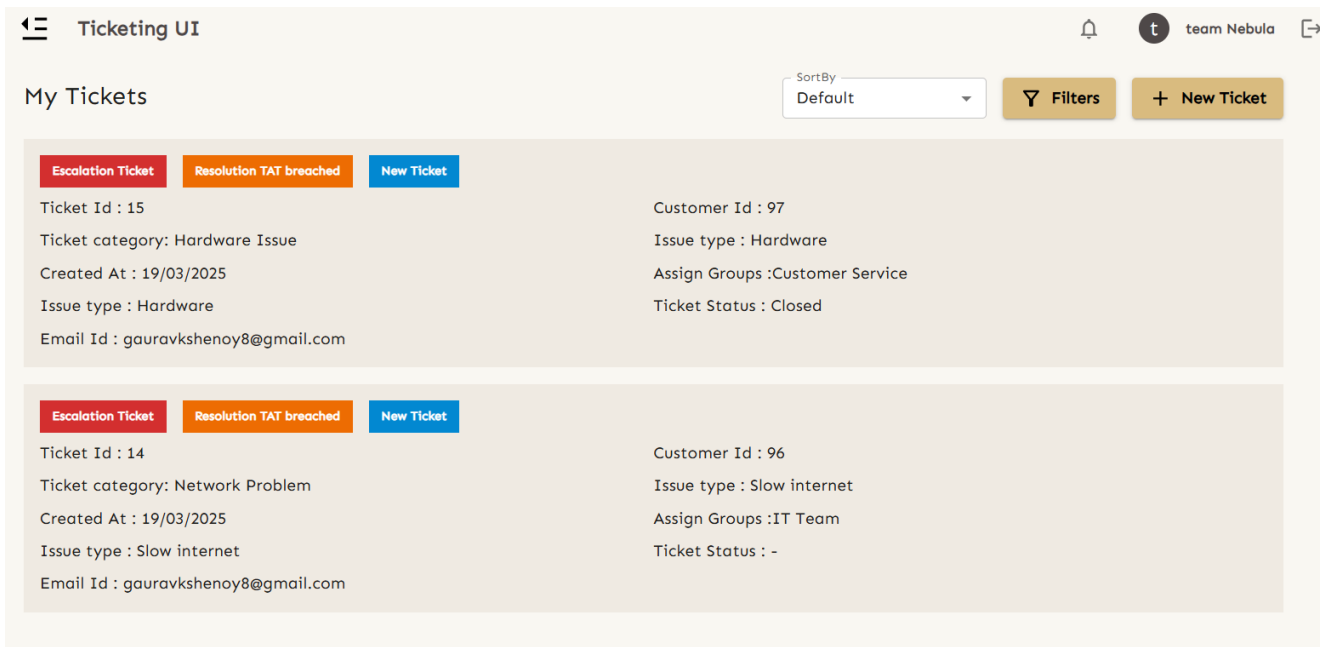 Ticketing UI
t
team Nebula
My Tickets
SortBy
Default
Filters
+ New Ticket
Escalation Ticket
Resolution TAT breached
New Ticket
Ticket Id : 15
Customer Id : 97
Ticket category: Hardware Issue
Issue type : Hardware
Created At : 19/03/2025
Assign Groups :Customer Service
Issue type : Hardware
Ticket Status : Closed
Email Id : gauravkshenoy8@gmail.com
Escalation Ticket
Resolution TAT breached
New Ticket
Ticket Id : 14
Customer Id : 96
Ticket category: Network Problem
Issue type : Slow internet
Created At : 19/03/2025
Assign Groups :IT Team
Issue type : Slow internet
Ticket Status : -
Email Id : gauravkshenoy8@gmail.com